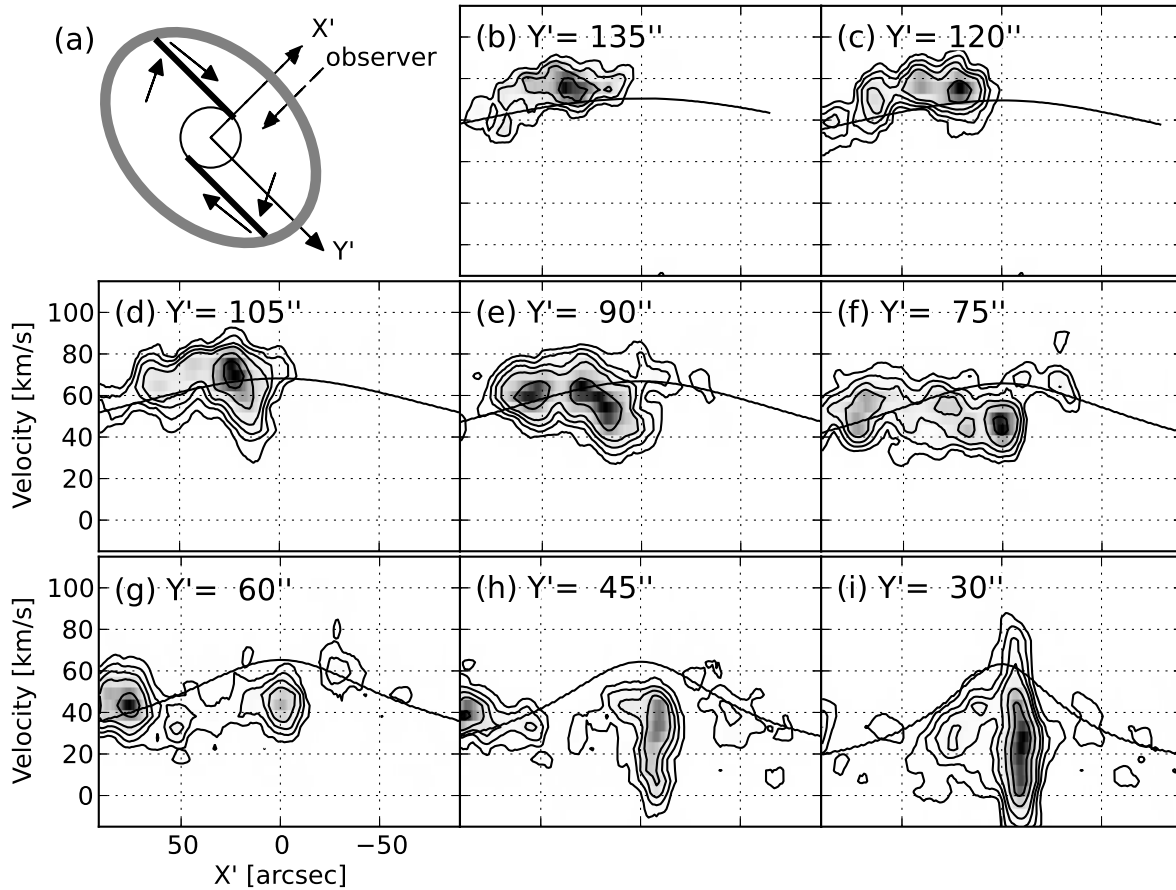 (a)
X'
observer
Y'
(b) Y'= 135''
(c) Y'= 120''
(d) Y'= 105''
(e) Y'= 90''
(f) Y'= 75''
100
80
60
40
20
0
Velocity [km/s]
(g) Y'= 60''
(h) Y'= 45''
(i) Y'= 30''
100
80
60
40
20
0
Velocity [km/s]
50 0 −50
X' [arcsec]